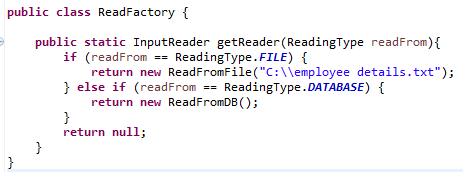 public class ReadFactory {
public static InputReader getReader(ReadingType readFrom){
if (readFrom == ReadingType.FILE) {
return new ReadFromFile("C:\\employee details.txt");
} else if (readFrom == ReadingType.DATABASE) {
return new ReadFromDB();
}
return null;
}
}